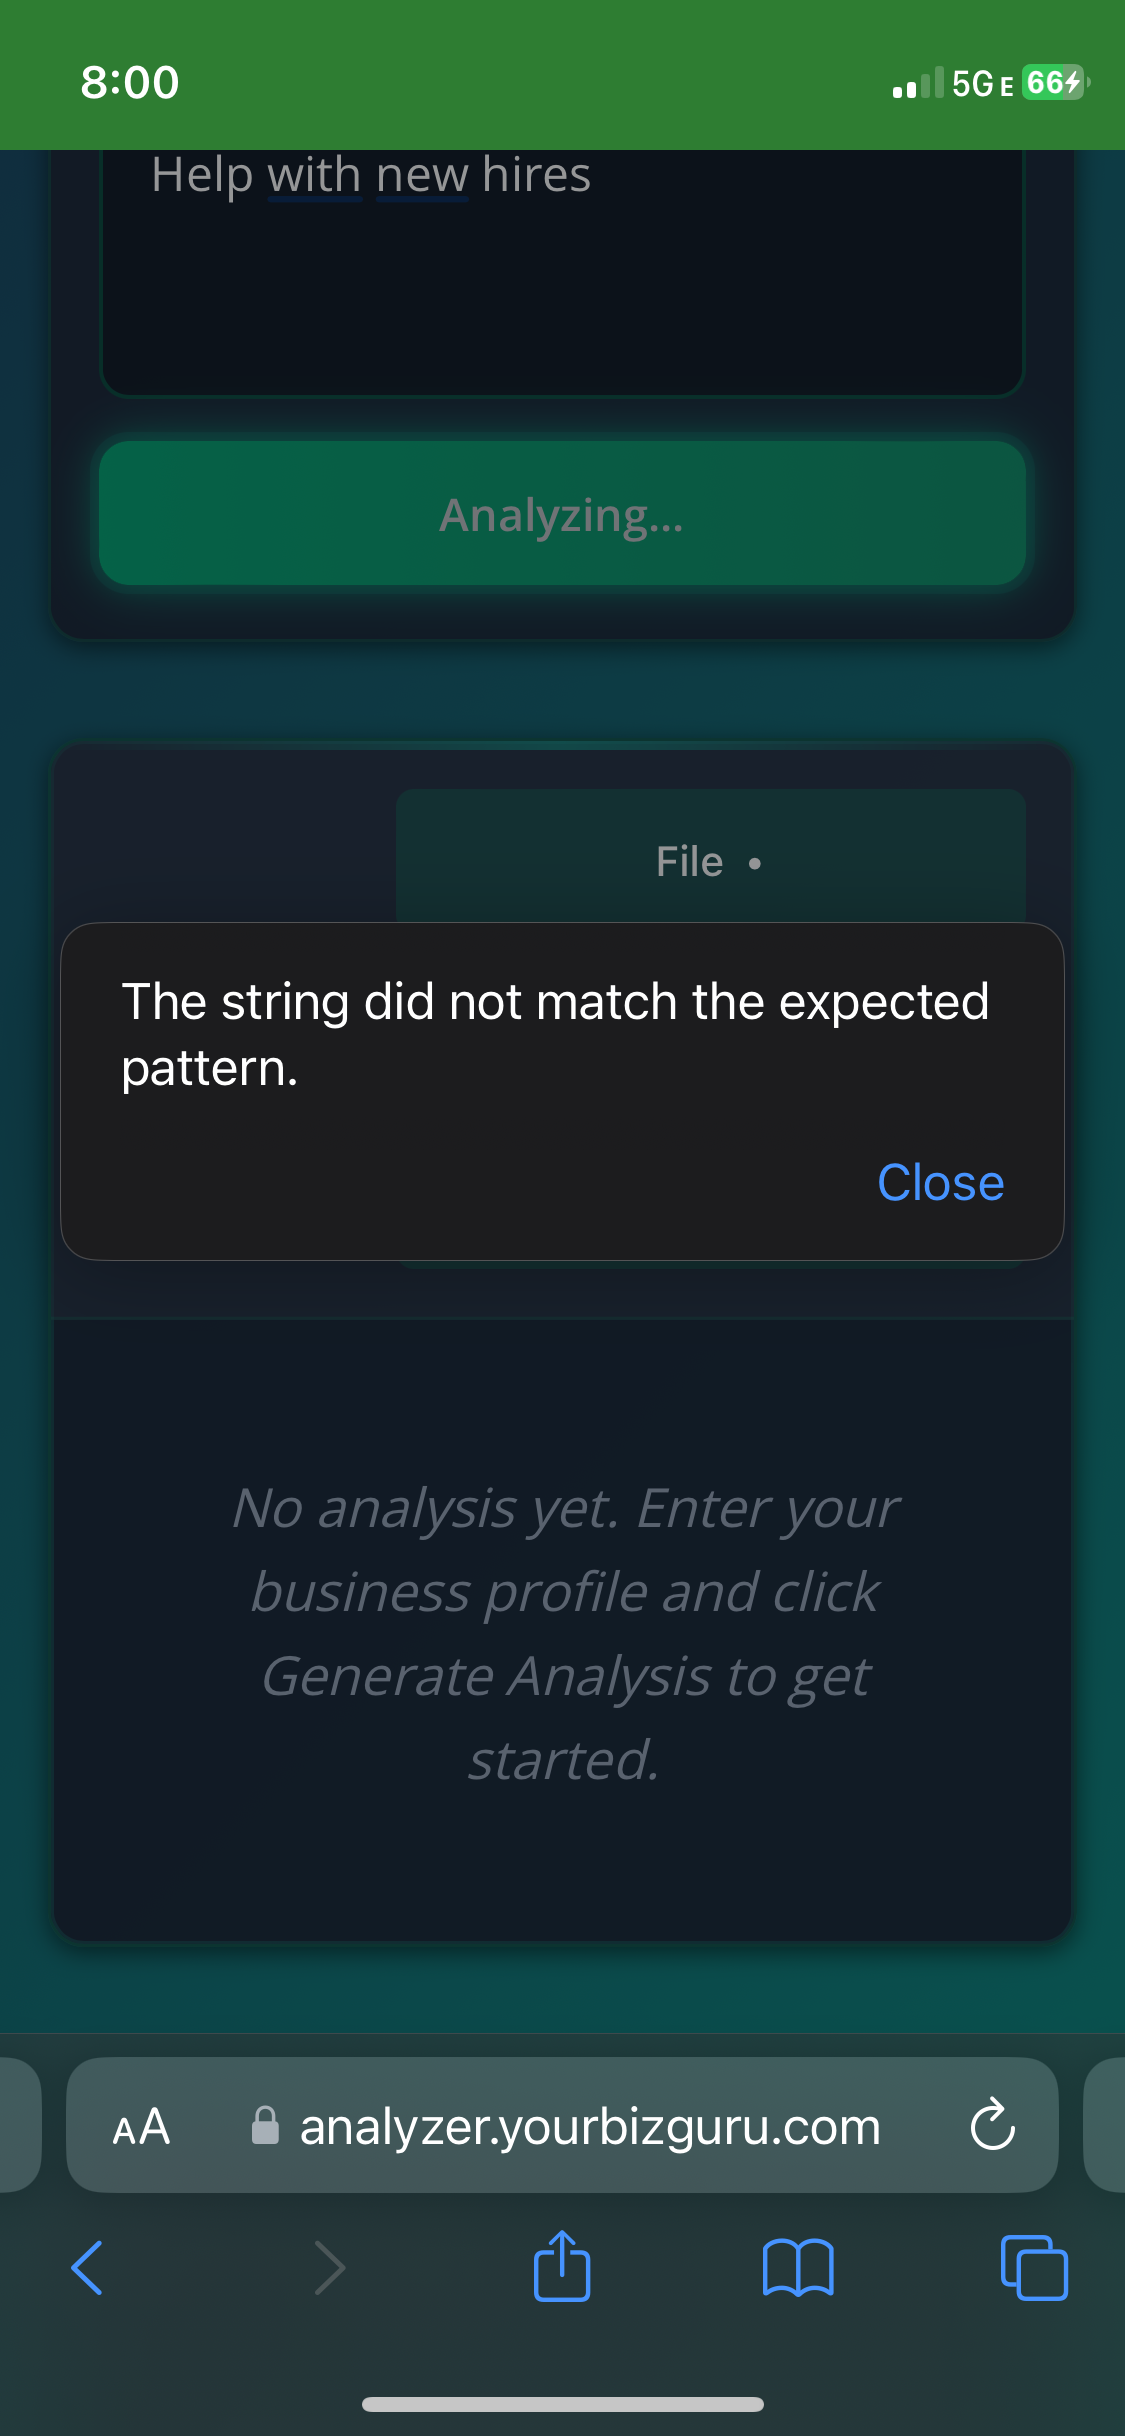 8:00
5G E 66
Help with new hires
Analyzing...
File •
The string did not match the expected
pattern.
Close
No analysis yet. Enter your
business profile and click
Generate Analysis to get
started.
AA analyzer.yourbizguru.com